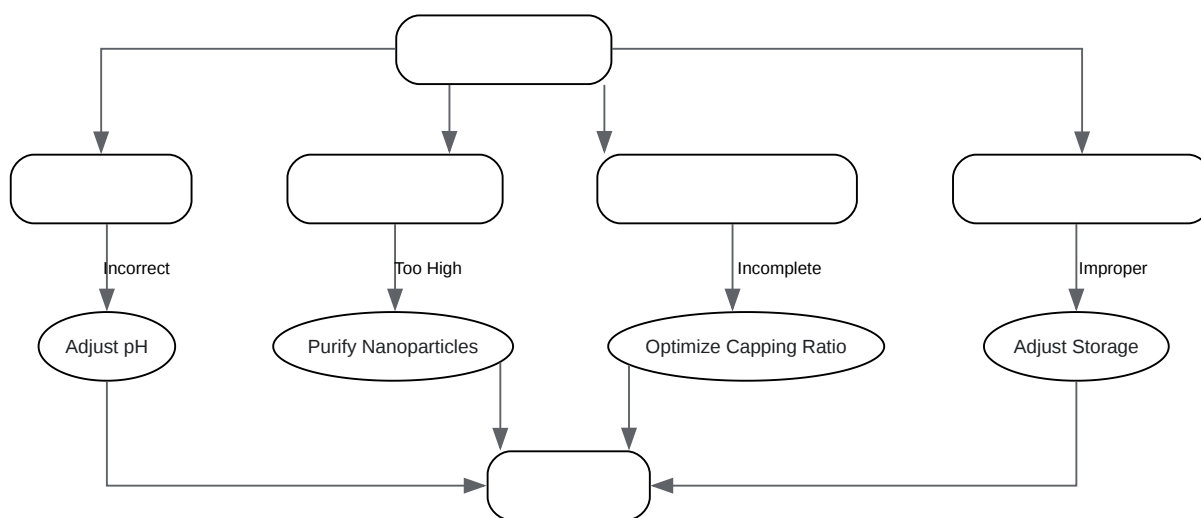 Incorrect
Too High
Incomplete
Improper
Adjust pH
Purify Nanoparticles
Optimize Capping Ratio
Adjust Storage